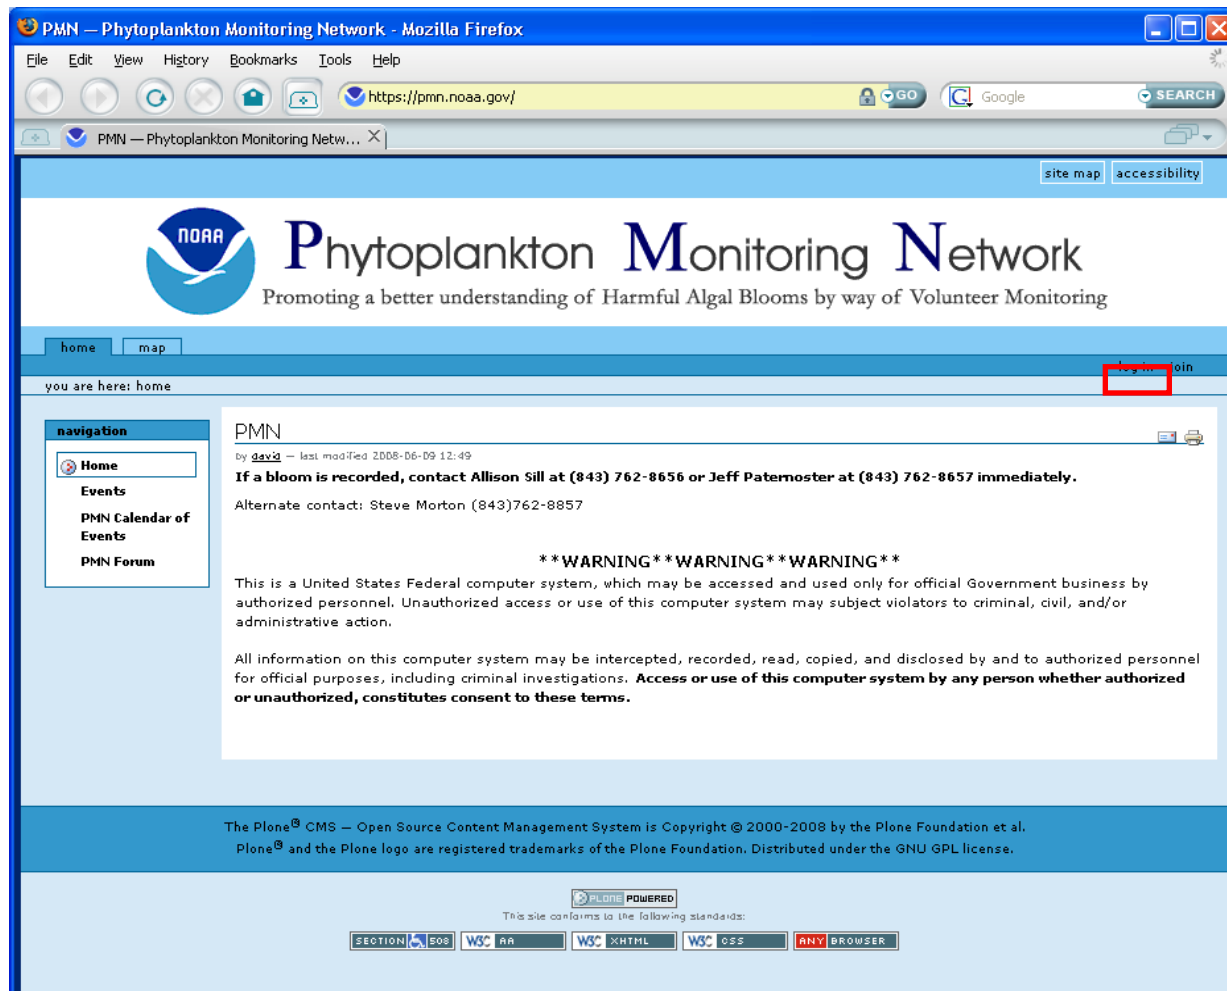 PMN — Phytoplankton Monitoring Network - Mozilla Firefox
File Edit View History Bookmarks Tools Help
https://pmn.noaa.gov/ GO Google SEARCH
PMN — Phytoplankton Monitoring Netw...
site map accessibility
NOAA
Phytoplankton Monitoring Network
Promoting a better understanding of Harmful Algal Blooms by way of Volunteer Monitoring
home map
log in join
you are here: home
navigation
Home
Events
PMN Calendar of
Events
PMN Forum
PMN
by david — last modified 2008-06-09 12:49
If a bloom is recorded, contact Allison Sill at (843) 762-8656 or Jeff Paternoster at (843) 762-8657 immediately.
Alternate contact: Steve Morton (843)762-8857
**WARNING**WARNING**WARNING**
This is a United States Federal computer system, which may be accessed and used only for official Government business by
authorized personnel. Unauthorized access or use of this computer system may subject violators to criminal, civil, and/or
administrative action.
All information on this computer system may be intercepted, recorded, read, copied, and disclosed by and to authorized personnel
for official purposes, including criminal investigations. Access or use of this computer system by any person whether authorized
or unauthorized, constitutes consent to these terms.
The Plone® CMS — Open Source Content Management System is Copyright © 2000-2008 by the Plone Foundation et al.
Plone® and the Plone logo are registered trademarks of the Plone Foundation. Distributed under the GNU GPL license.
PLONE POWERED
This site conforms to the following standards:
SECTION 508 W3C AA W3C XHTML W3C CSS ANY BROWSER